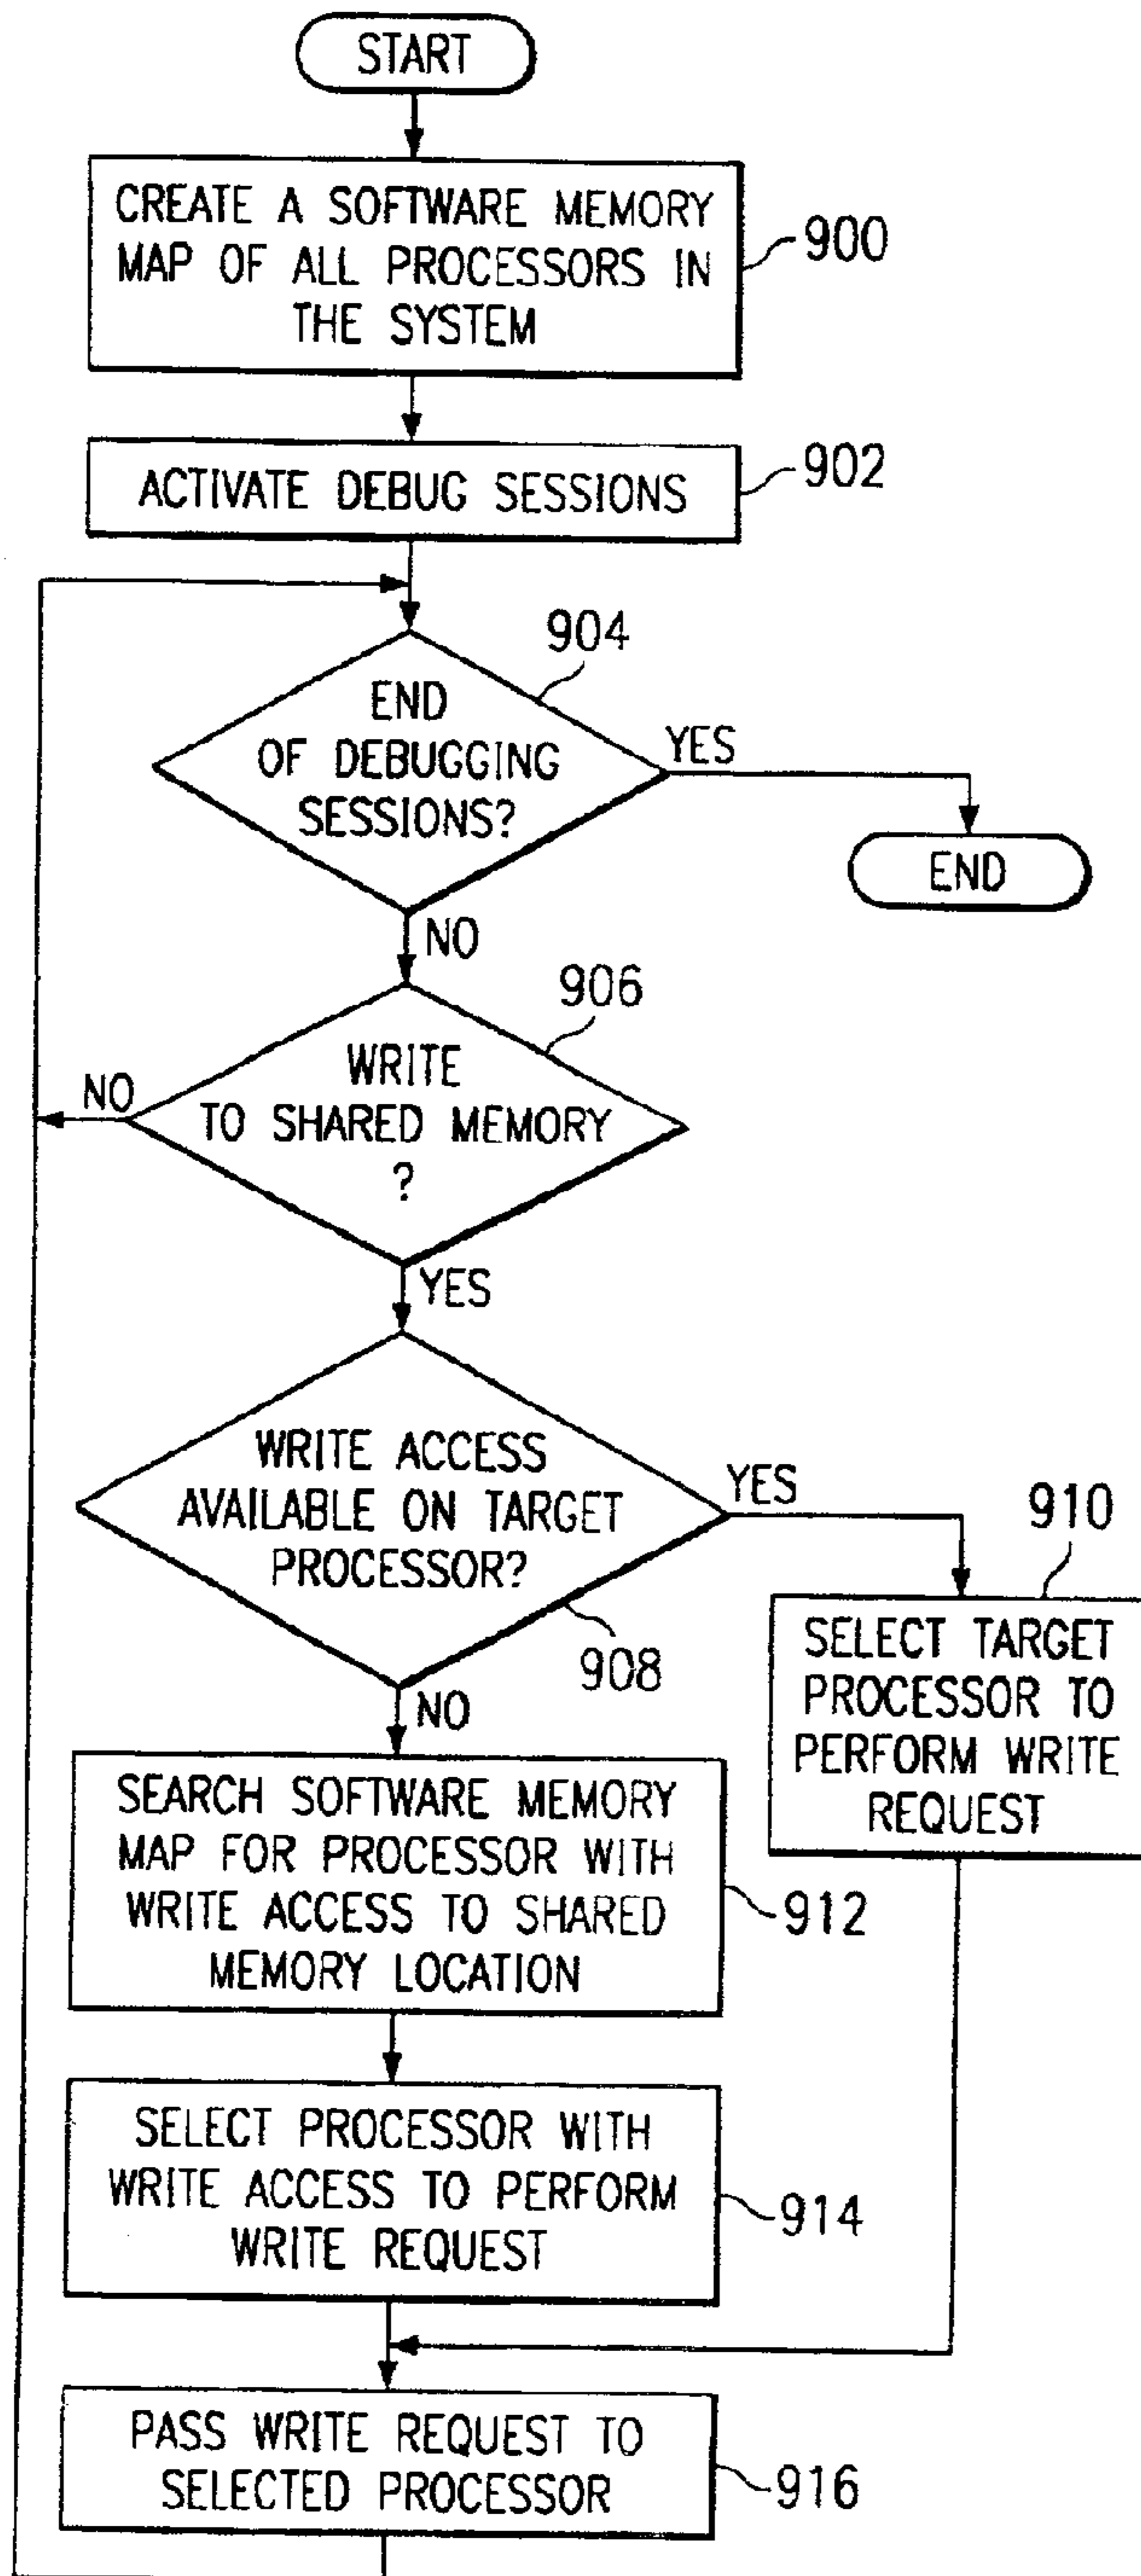 START
CREATE A SOFTWARE MEMORY
MAP OF ALL PROCESSORS IN
THE SYSTEM
900
ACTIVATE DEBUG SESSIONS
902
904
END
OF DEBUGGING
SESSIONS?
YES
END
NO
906
WRITE
TO SHARED MEMORY
?
NO
YES
WRITE ACCESS
AVAILABLE ON TARGET
PROCESSOR?
YES
908
NO
910
SELECT TARGET
PROCESSOR TO
PERFORM WRITE
REQUEST
SEARCH SOFTWARE MEMORY
MAP FOR PROCESSOR WITH
WRITE ACCESS TO SHARED
MEMORY LOCATION
912
SELECT PROCESSOR WITH
WRITE ACCESS TO PERFORM
WRITE REQUEST
914
PASS WRITE REQUEST TO
SELECTED PROCESSOR
916